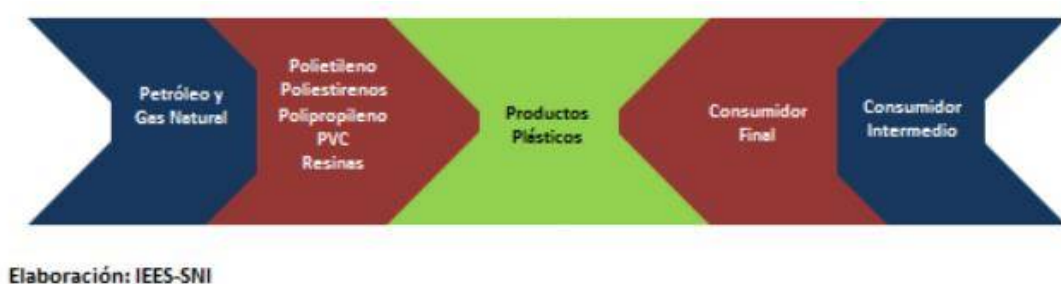 Petróleo y
Gas Natural
Polietileno
Poliestirenos
Polipropileno
PVC
Resinas
Productos
Plásticos
Consumidor
Final
Consumidor
Intermedio
Elaboración: IEES-SNI